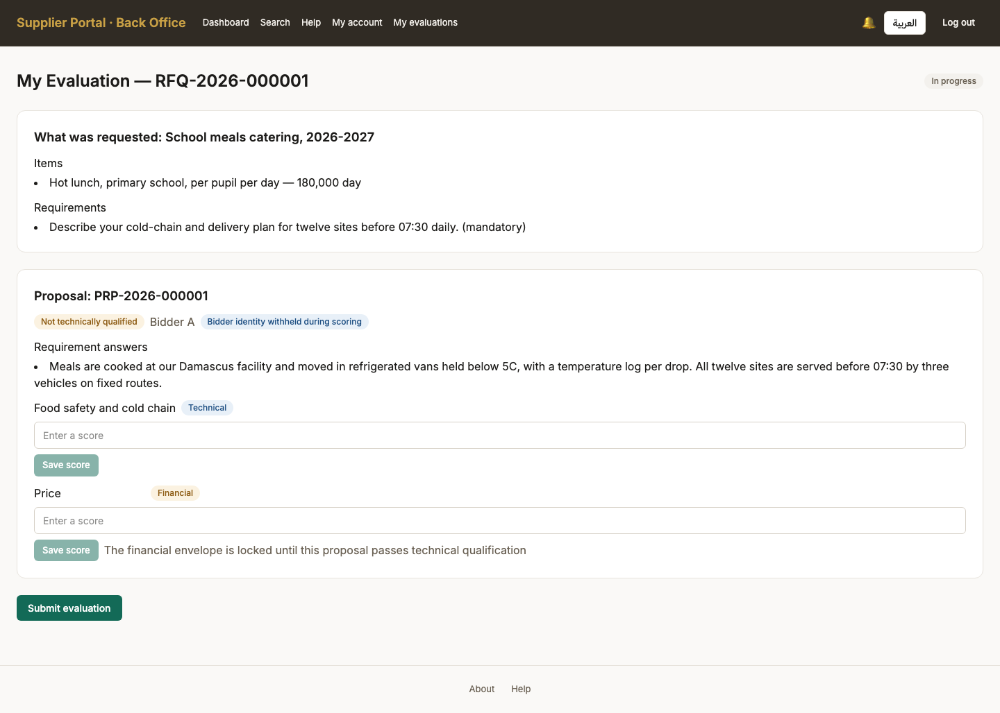 Supplier Portal · Back Office
Dashboard
Search
Help
My account
My evaluations
العربية
Log out
My Evaluation — RFQ-2026-000001
In progress
What was requested: School meals catering, 2026-2027
Items
• Hot lunch, primary school, per pupil per day — 180,000 day
Requirements
• Describe your cold-chain and delivery plan for twelve sites before 07:30 daily. (mandatory)
Proposal: PRP-2026-000001
Not technically qualified
Bidder A
Bidder identity withheld during scoring
Requirement answers
• Meals are cooked at our Damascus facility and moved in refrigerated vans held below 5C, with a temperature log per drop. All twelve sites are served before 07:30 by three
vehicles on fixed routes.
Food safety and cold chain
Technical
Enter a score
Save score
Price
Financial
Enter a score
Save score
The financial envelope is locked until this proposal passes technical qualification
Submit evaluation
About
Help